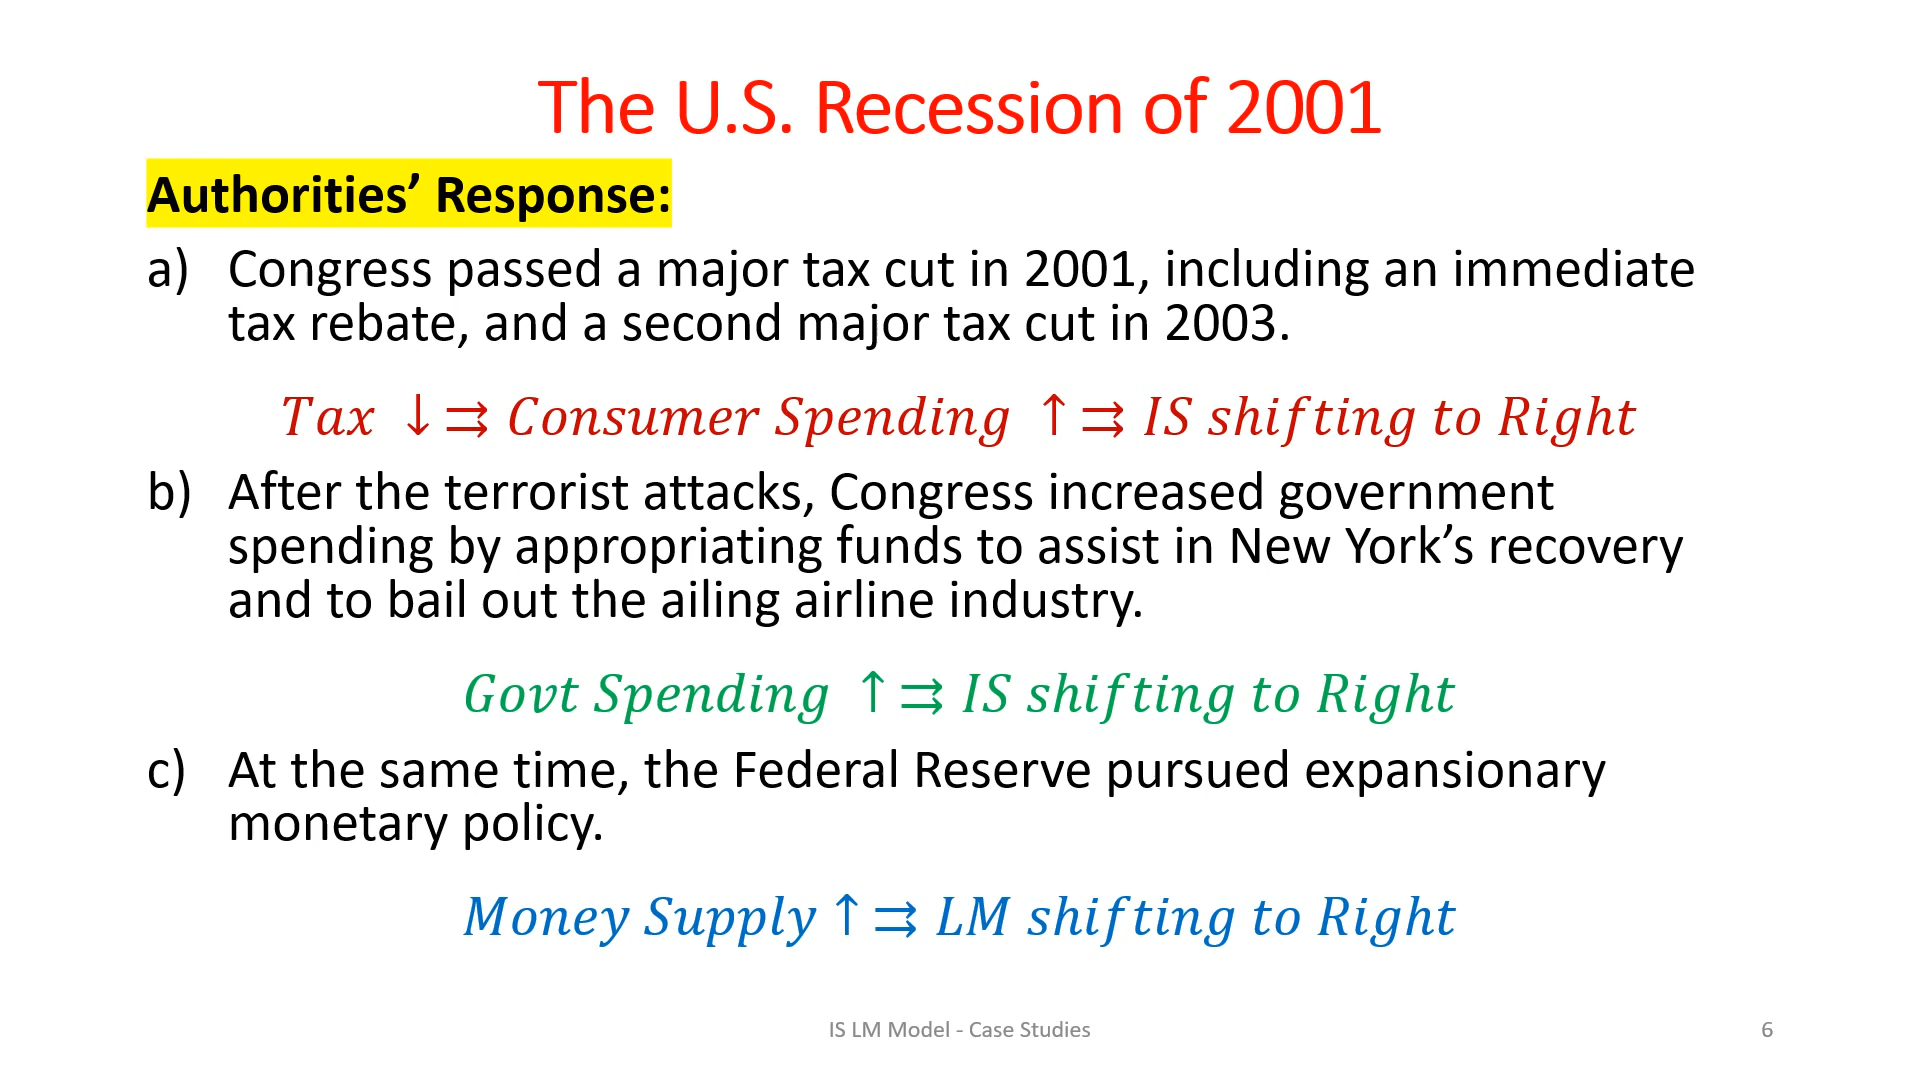 The U.S. Recession of 2001
Authorities’ Response:
a) Congress passed a major tax cut in 2001, including an immediate
tax rebate, and a second major tax cut in 2003.
Tax ↓⇉ Consumer Spending ↑⇉ IS shifting to Right
b) After the terrorist attacks, Congress increased government
spending by appropriating funds to assist in New York’s recovery
and to bail out the ailing airline industry.
Govt Spending ↑⇉ IS shifting to Right
c) At the same time, the Federal Reserve pursued expansionary
monetary policy.
Money Supply ↑⇉ LM shifting to Right
IS LM Model - Case Studies
6